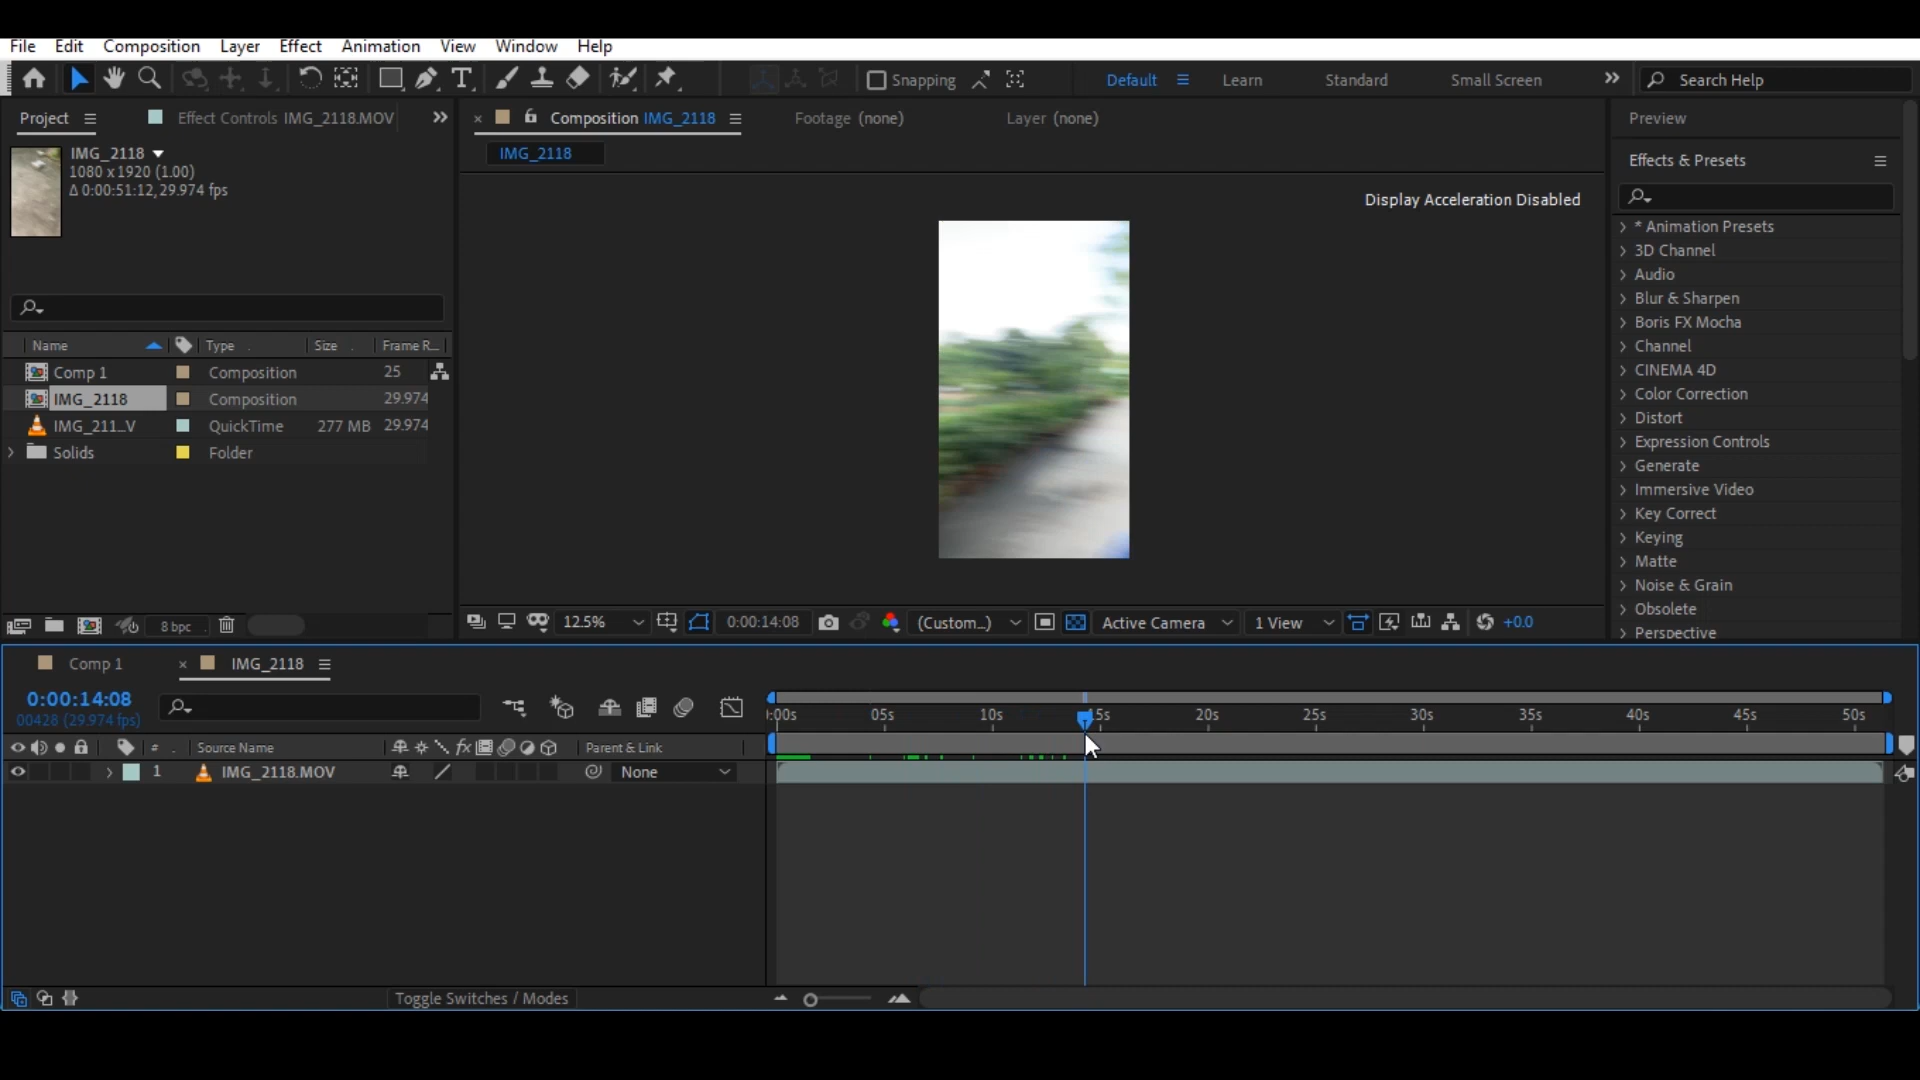 File Edit Composition Layer Effect Animation View Window Help
Snapping Default Learn Standard Small Screen Search Help
Project Effect Controls IMG_2118.MOV
IMG_2118
1080 x 1920 (1.00)
Δ 0:00:51:12, 29.974 fps
Name Type Size Frame R...
Comp 1 Composition 25
IMG_2118 Composition 29.974
IMG_211...V QuickTime 277 MB 29.974
Solids Folder
8 bpc
Composition IMG_2118 Footage (none) Layer (none)
IMG_2118
Display Acceleration Disabled
12.5% 0:00:14:08 (Custom...) Active Camera 1 View +0.0
Preview
Effects & Presets
* Animation Presets
3D Channel
Audio
Blur & Sharpen
Boris FX Mocha
Channel
CINEMA 4D
Color Correction
Distort
Expression Controls
Generate
Immersive Video
Key Correct
Keying
Matte
Noise & Grain
Obsolete
Perspective
Comp 1 IMG_2118
0:00:14:08
00428 (29.974 fps)
# Source Name Parent & Link
1 IMG_2118.MOV None
:00s 05s 10s 15s 20s 25s 30s 35s 40s 45s 50s
Toggle Switches / Modes